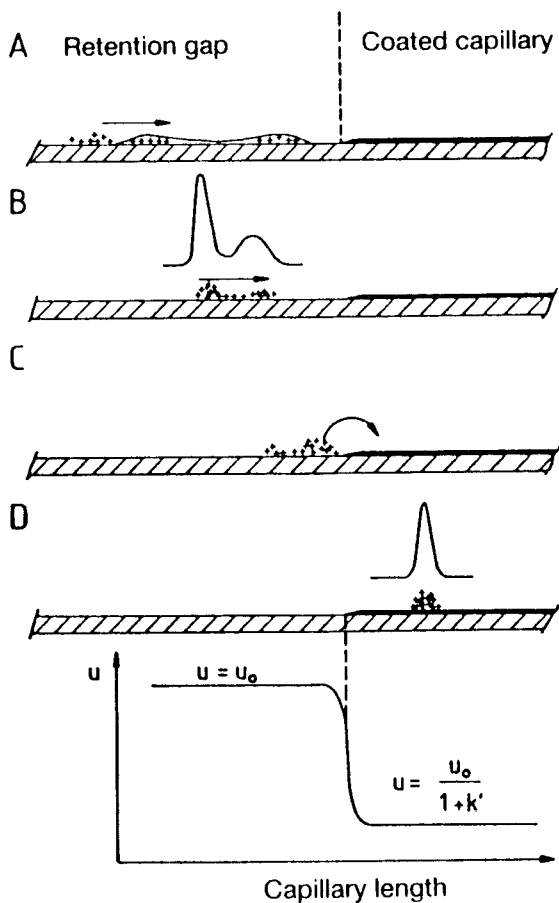 A Retention gap Coated capillary
B
C
D
u
u = u₀
u = u₀ / 1+k'
Capillary length